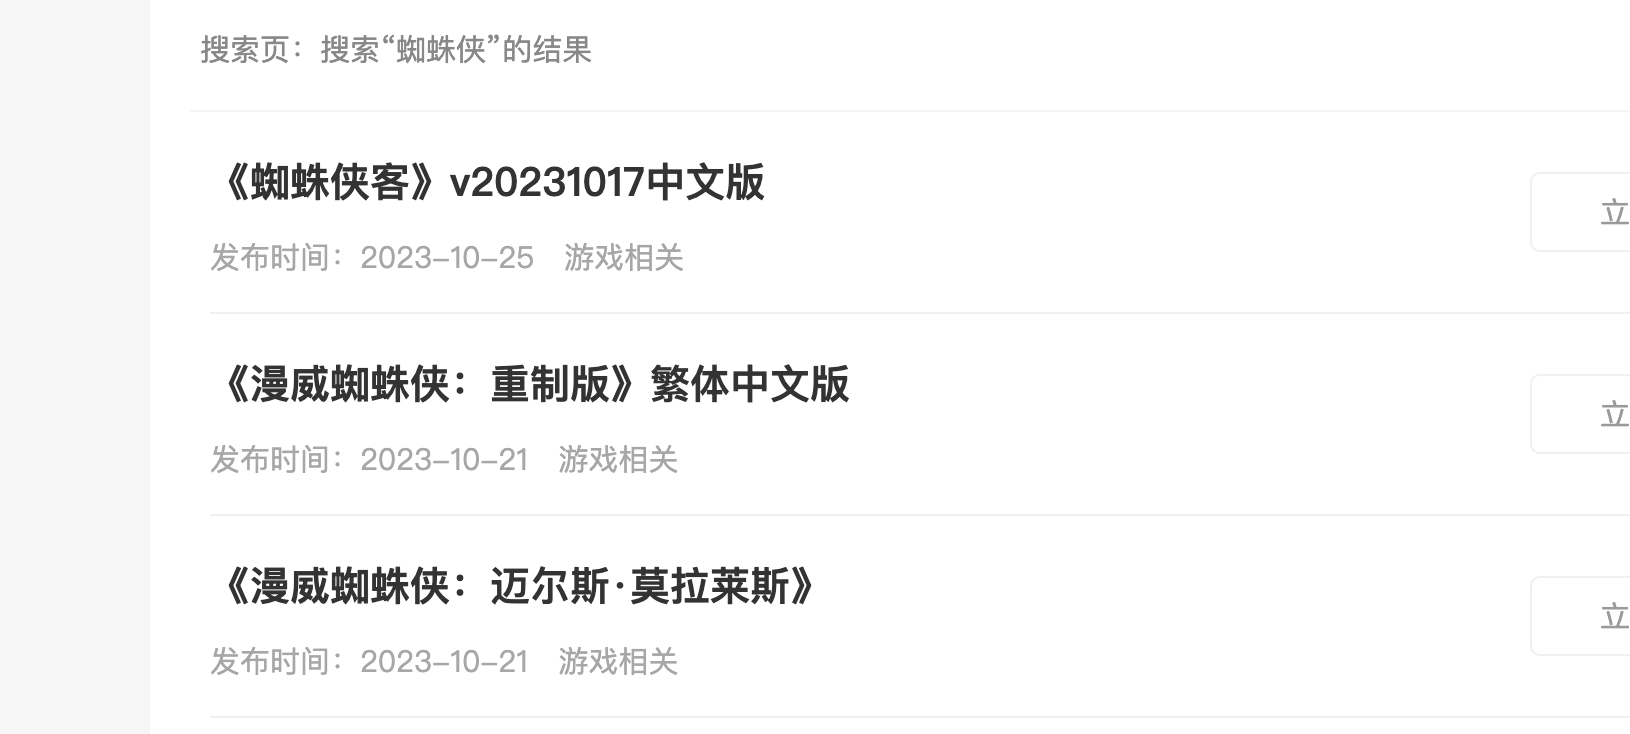 搜索页：搜索“蜘蛛侠”的结果
《蜘蛛侠客》v20231017中文版
立
发布时间：2023-10-25 游戏相关
《漫威蜘蛛侠：重制版》繁体中文版
立
发布时间：2023-10-21 游戏相关
《漫威蜘蛛侠：迈尔斯·莫拉莱斯》
立
发布时间：2023-10-21 游戏相关